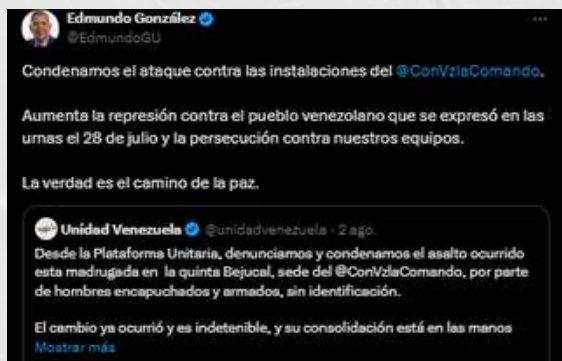 Edmundo González
@EdmundoGU
Condenamos el ataque contra las instalaciones del @ConVzlaComando.
Aumenta la represión contra el pueblo venezolano que se expresó en las
urnas el 28 de julio y la persecución contra nuestros equipos.
La verdad es el camino de la paz.
Unidad Venezuela @unidadvenezuela · 2 ago.
Desde la Plataforma Unitaria, denunciamos y condenamos el asalto ocurrido
esta madrugada en la quinta Bejucal, sede del @ConVzlaComando, por parte
de hombres encapuchados y armados, sin identificación.
El cambio ya ocurrió y es indetenible, y su consolidación está en las manos
Mostrar más